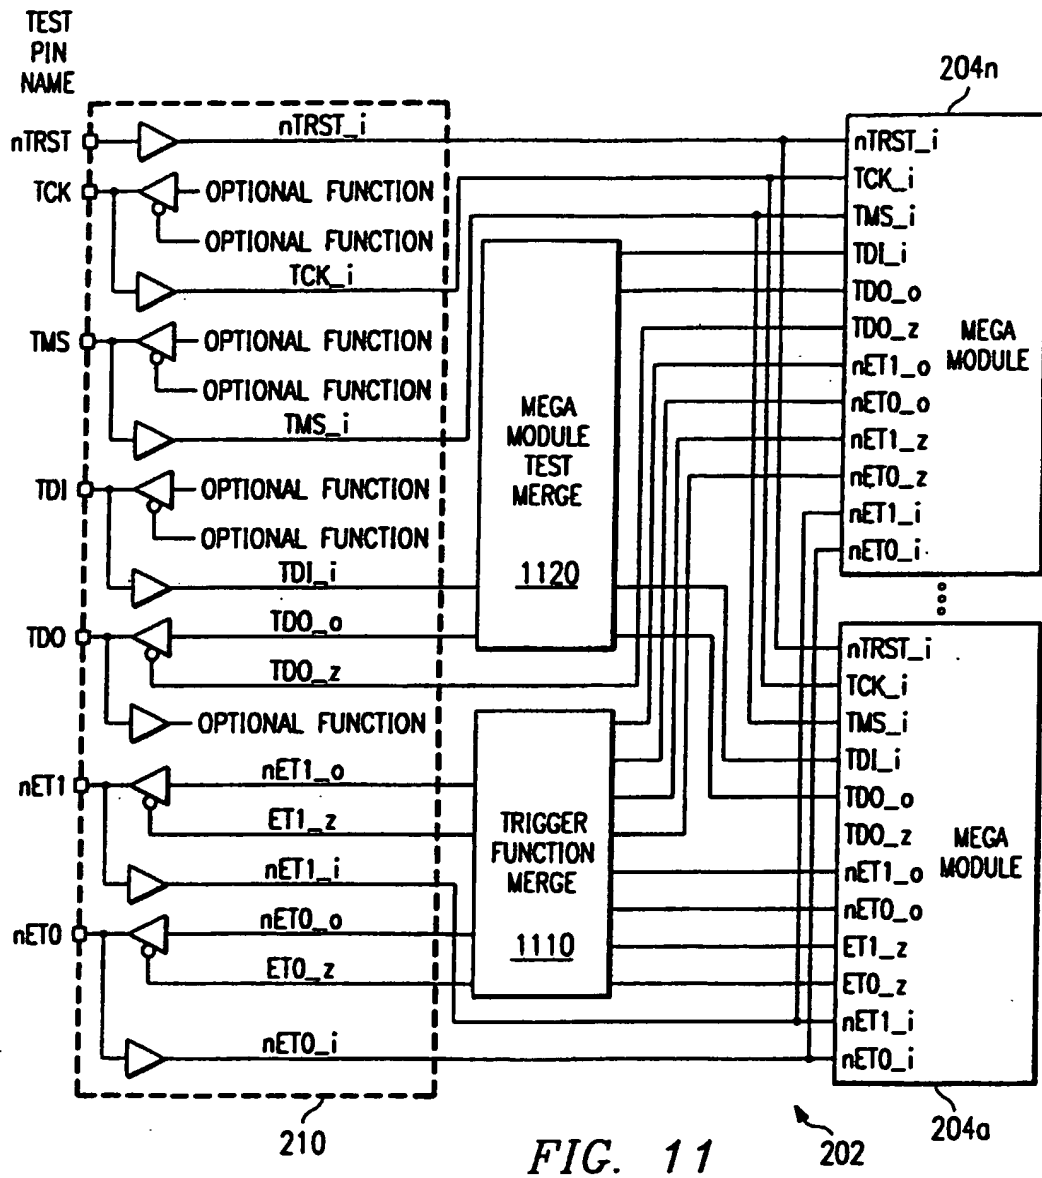 TEST
PIN
NAME
nTRST
nTRST_i
TCK
OPTIONAL FUNCTION
OPTIONAL FUNCTION
TCK_i
TMS
OPTIONAL FUNCTION
OPTIONAL FUNCTION
TMS_i
TDI
OPTIONAL FUNCTION
OPTIONAL FUNCTION
TDI_i
TDO
TDO_o
TDO_z
OPTIONAL FUNCTION
nET1
nET1_o
ET1_z
nET1_i
nET0
nET0_o
ET0_z
nET0_i
210
MEGA
MODULE
TEST
MERGE
1120
TRIGGER
FUNCTION
MERGE
1110
204n
nTRST_i
TCK_i
TMS_i
TDI_i
TDO_o
TDO_z
nET1_o
nET0_o
nET1_z
nET0_z
nET1_i
nET0_i
MEGA
MODULE
nTRST_i
TCK_i
TMS_i
TDI_i
TDO_o
TDO_z
nET1_o
nET0_o
ET1_z
ET0_z
nET1_i
nET0_i
MEGA
MODULE
204a
202
FIG. 11